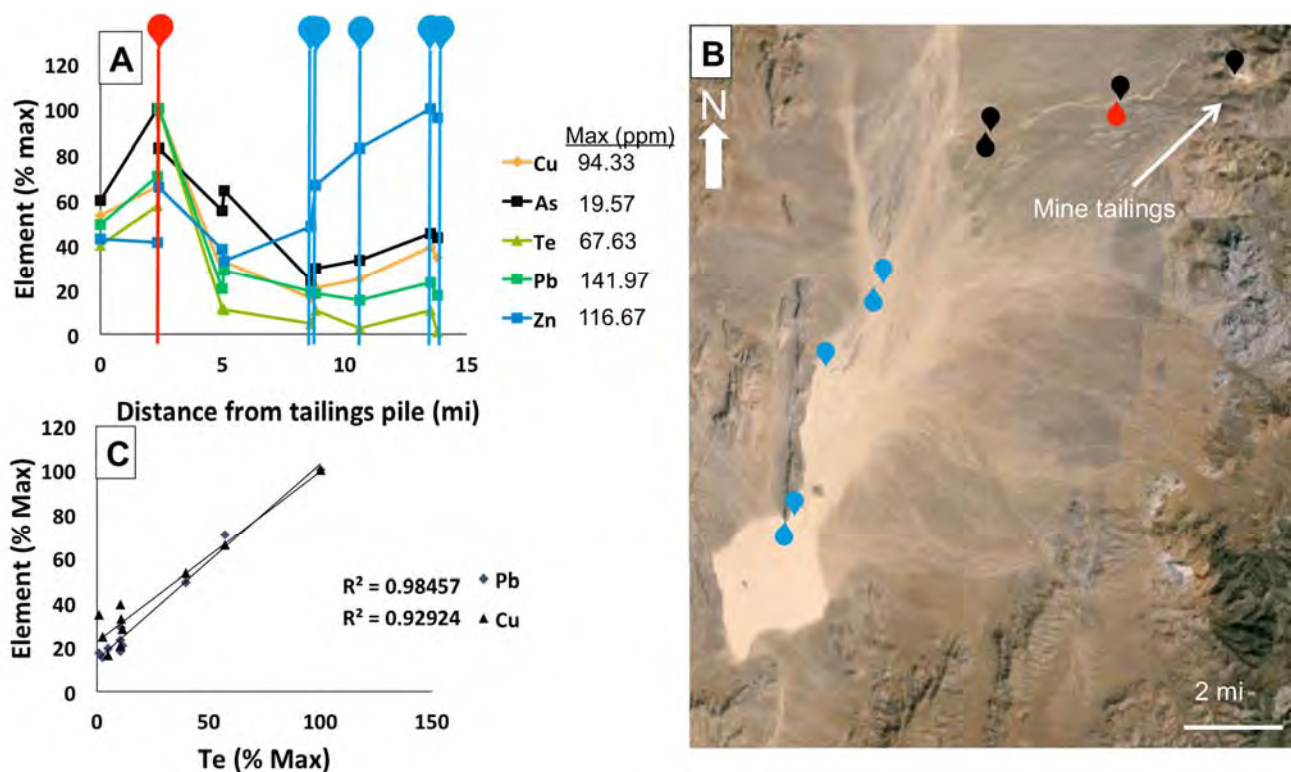 A
120
100
80
60
40
20
0
0 5 10 15
Element (% max)
Distance from tailings pile (mi)
Max (ppm)
Cu 94.33
As 19.57
Te 67.63
Pb 141.97
Zn 116.67
B
N
Mine tailings
2 mi
C
120
100
80
60
40
20
0
0 50 100 150
Element (% Max)
Te (% Max)
R² = 0.98457
R² = 0.92924
Pb
Cu